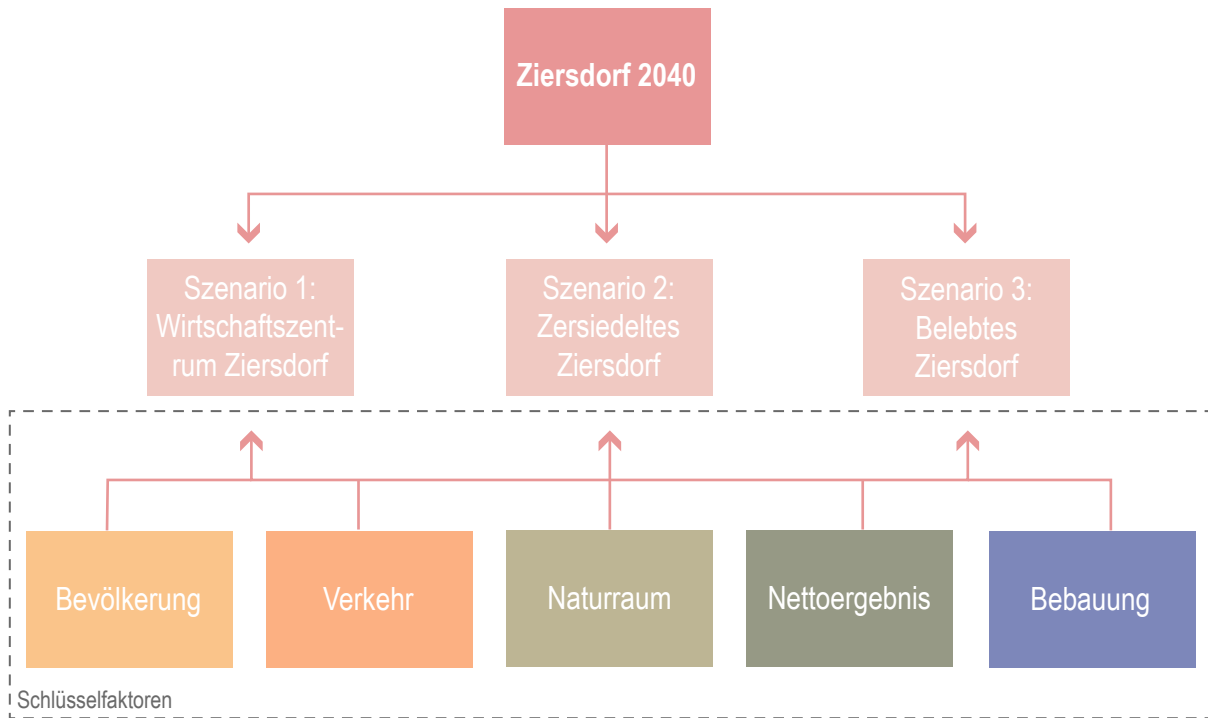 Ziersdorf 2040
Szenario 1:
Wirtschaftszent-
rum Ziersdorf
Szenario 2:
Zersiedeltes
Ziersdorf
Szenario 3:
Belebtes
Ziersdorf
Bevölkerung
Verkehr
Naturraum
Nettoergebnis
Bebauung
Schlüsselfaktoren